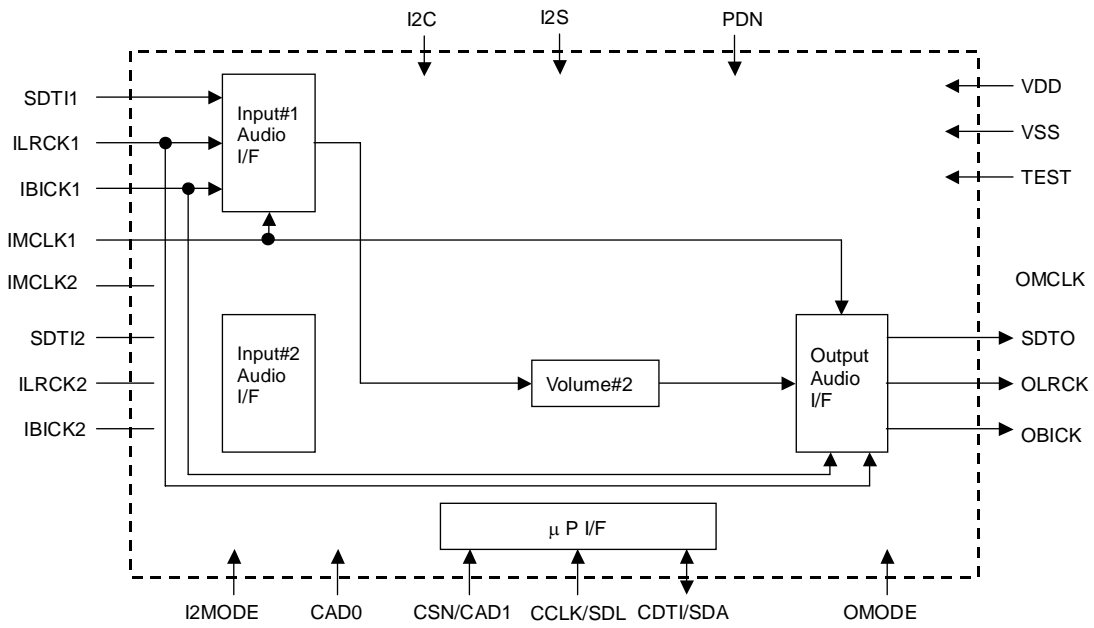 I2C
I2S
PDN
SDTI1
ILRCK1
IBICK1
IMCLK1
IMCLK2
SDTI2
ILRCK2
IBICK2
Input#1
Audio
I/F
Input#2
Audio
I/F
Volume#2
Output
Audio
I/F
VDD
VSS
TEST
OMCLK
SDTO
OLRCK
OBICK
µ P I/F
I2MODE
CAD0
CSN/CAD1
CCLK/SDL
CDTI/SDA
OMODE